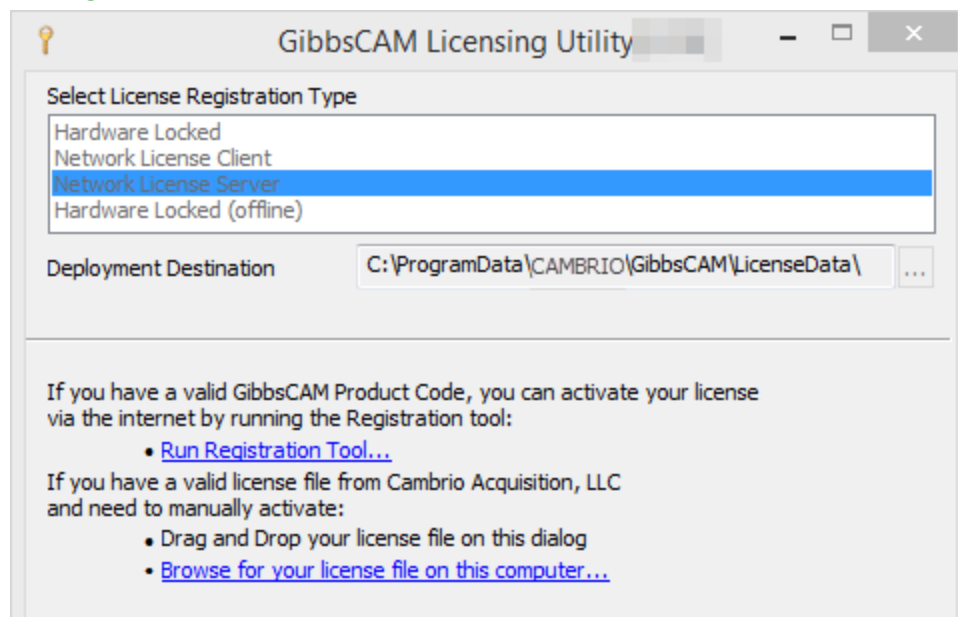 GibbsCAM Licensing Utility
Select License Registration Type
Hardware Locked
Network License Client
Network License Server
Hardware Locked (offline)
Deployment Destination C:\ProgramData\CAMBRIO\GibbsCAM\LicenseData\ ...
If you have a valid GibbsCAM Product Code, you can activate your license
via the internet by running the Registration tool:
• Run Registration Tool...
If you have a valid license file from Cambrio Acquisition, LLC
and need to manually activate:
• Drag and Drop your license file on this dialog
• Browse for your license file on this computer...